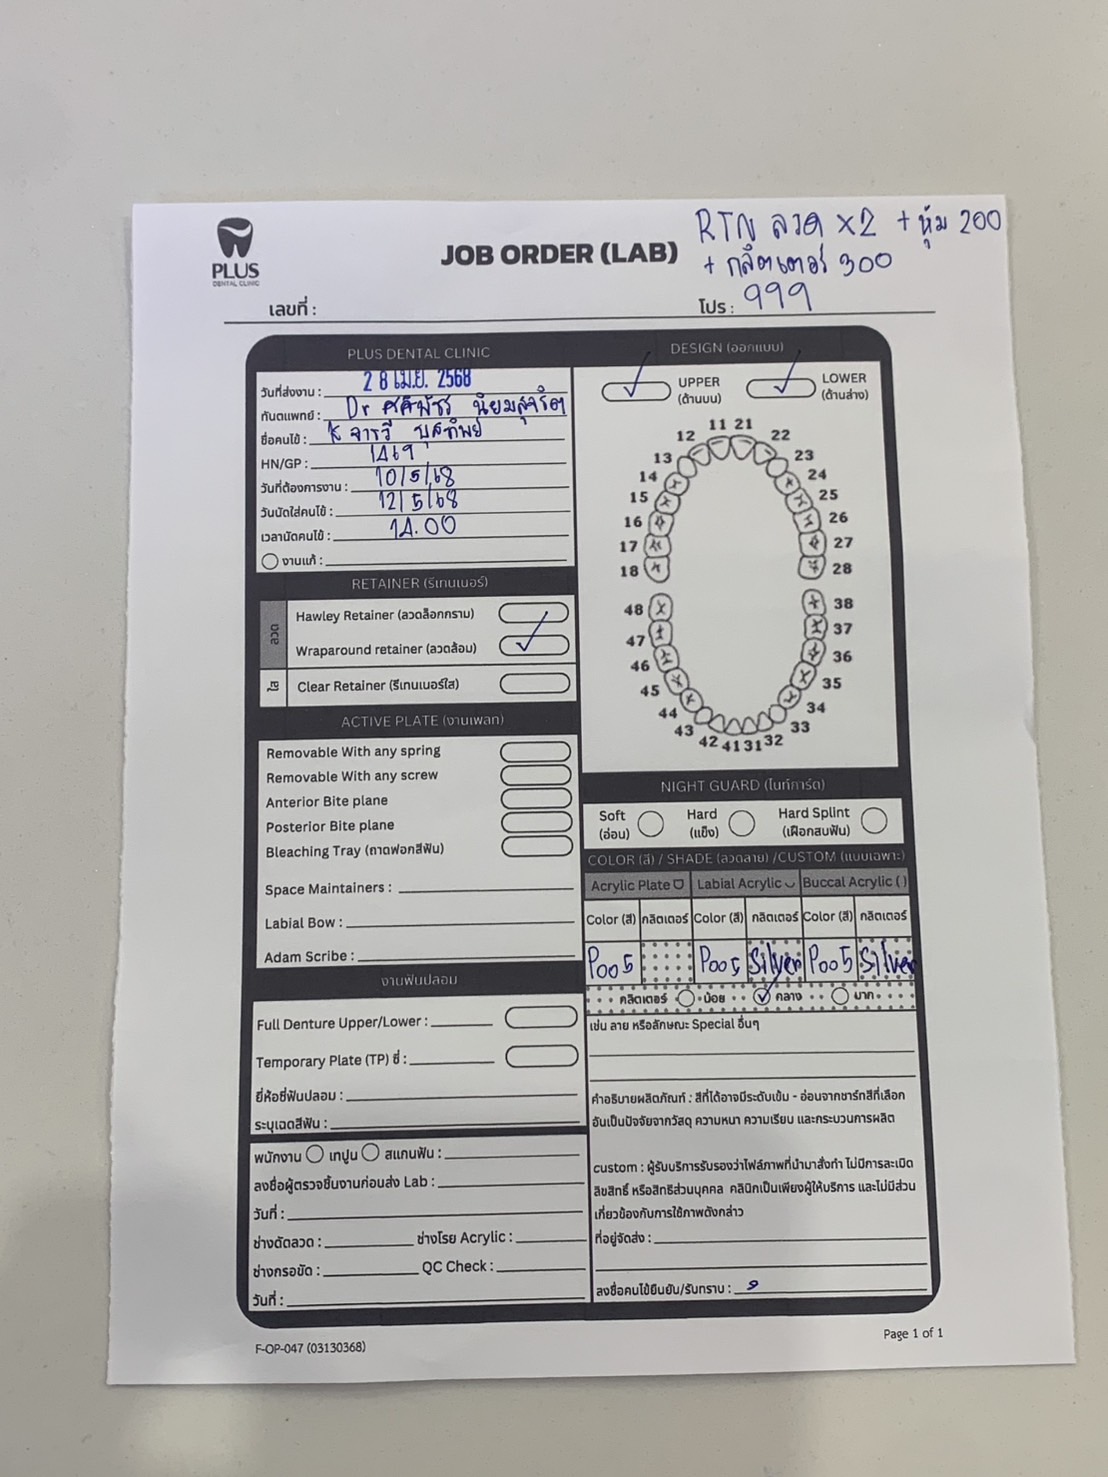 PLUS
DENTAL CLINIC
JOB ORDER (LAB)
RTN ลวด x2 + หุ้ม 200
+ กลิตเตอร์ 300
เลขที่ :
โปร : 999
PLUS DENTAL CLINIC
วันที่ส่งงาน : 28 เม.ย. 2568
ทันตแพทย์ : Dr ศศิพัชร นิยมสุจริต
ชื่อคนไข้ : K จารวี บุสทิพย์
HN/GP : 1469
วันที่ต้องการงาน : 10/5/68
วันนัดใส่คนไข้ : 12/5/68
เวลานัดคนไข้ : 14.00
งานแก้ :
RETAINER (รีเทนเนอร์)
ลวด
Hawley Retainer (ลวดล็อกกราม)
Wraparound retainer (ลวดล้อม)
ใส
Clear Retainer (รีเทนเนอร์ใส)
ACTIVE PLATE (งานเพลท)
Removable With any spring
Removable With any screw
Anterior Bite plane
Posterior Bite plane
Bleaching Tray (ถาดฟอกสีฟัน)
Space Maintainers :
Labial Bow :
Adam Scribe :
งานฟันปลอม
Full Denture Upper/Lower :
Temporary Plate (TP) ซี่ :
ยี่ห้อซี่ฟันปลอม :
ระบุเฉดสีฟัน :
พนักงาน เทปูน สแกนฟัน :
ลงชื่อผู้ตรวจชิ้นงานก่อนส่ง Lab :
วันที่ :
ช่างดัดลวด : ช่างโรย Acrylic :
ช่างกรอขัด : QC Check :
วันที่ :
DESIGN (ออกแบบ)
UPPER (ด้านบน) LOWER (ด้านล่าง)
11 21
12 22
13 23
14 24
15 25
16 26
17 27
18 28
48 38
47 37
46 36
45 35
44 34
43 33
42 41 31 32
NIGHT GUARD (ไนท์การ์ด)
Soft (อ่อน) Hard (แข็ง) Hard Splint (เฝือกสบฟัน)
COLOR (สี) / SHADE (ลวดลาย) /CUSTOM (แบบเฉพาะ)
Acrylic Plate Labial Acrylic Buccal Acrylic ( )
Color (สี) กลิตเตอร์ Color (สี) กลิตเตอร์ Color (สี) กลิตเตอร์
P005 P005 Silver P005 Silver
กลิตเตอร์ น้อย กลาง มาก
เช่น ลาย หรือลักษณะ Special อื่นๆ
คำอธิบายผลิตภัณฑ์ : สีที่ได้อาจมีระดับเข้ม - อ่อนจากชาร์ทสีที่เลือก
อันเป็นปัจจัยจากวัสดุ ความหนา ความเรียบ และกระบวนการผลิต
custom : ผู้รับบริการรับรองว่าไฟล์ภาพที่นำมาสั่งทำ ไม่มีการละเมิด
ลิขสิทธิ์ หรือสิทธิส่วนบุคคล คลินิกเป็นเพียงผู้ให้บริการ และไม่มีส่วน
เกี่ยวข้องกับการใช้ภาพดังกล่าว
ที่อยู่จัดส่ง :
ลงชื่อคนไข้ยืนยัน/รับทราบ :
F-OP-047 (03130368)
Page 1 of 1